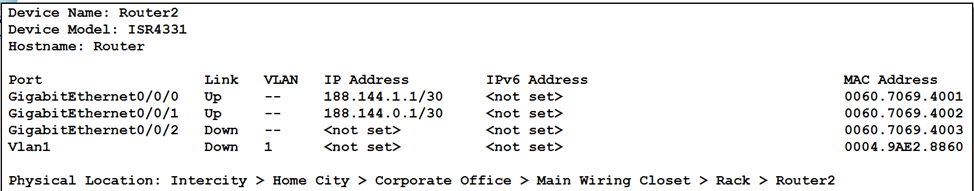 Device Name: Router2
Device Model: ISR4331
Hostname: Router
Port Link VLAN IP Address IPv6 Address MAC Address
GigabitEthernet0/0/0 Up -- 188.144.1.1/30 <not set> 0060.7069.4001
GigabitEthernet0/0/1 Up -- 188.144.0.1/30 <not set> 0060.7069.4002
GigabitEthernet0/0/2 Down -- <not set> <not set> 0060.7069.4003
Vlan1 Down 1 <not set> <not set> 0004.9AE2.8860
Physical Location: Intercity > Home City > Corporate Office > Main Wiring Closet > Rack > Router2